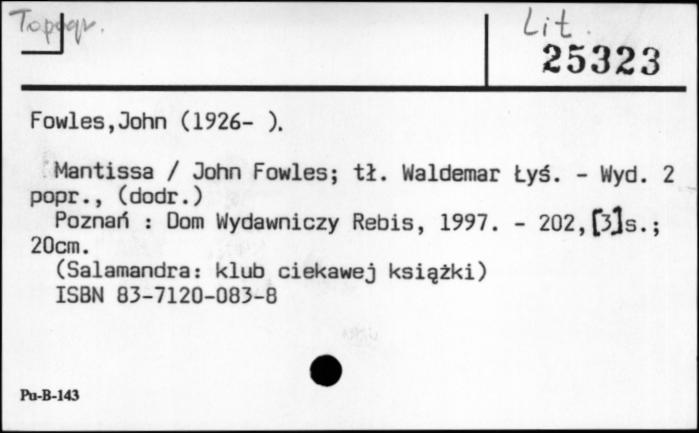 Topogr.
Lit.
25323
Fowles,John (1926- ).
Mantissa / John Fowles; tł. Waldemar Łyś. - Wyd. 2
popr., (dodr.)
Poznań : Dom Wydawniczy Rebis, 1997. - 202,[3]s.;
20cm.
(Salamandra: klub ciekawej książki)
ISBN 83-7120-083-8
Pu-B-143